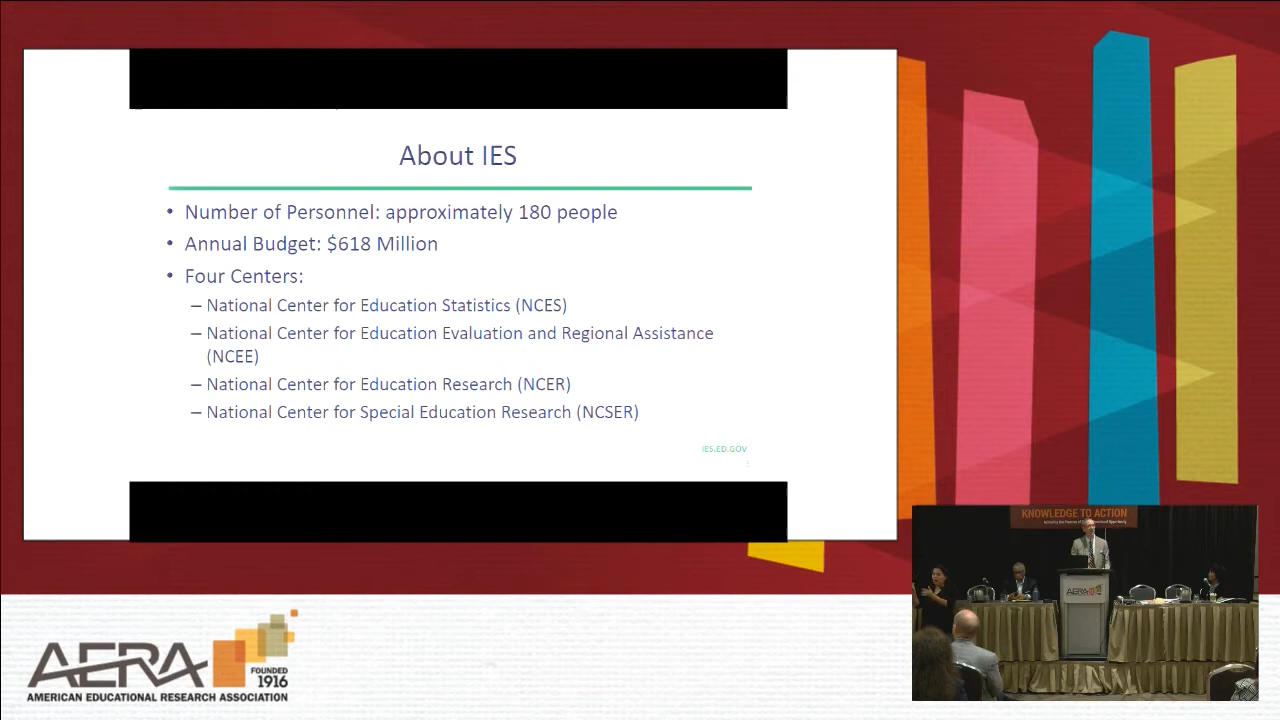 About IES
• Number of Personnel: approximately 180 people
• Annual Budget: $618 Million
• Four Centers:
– National Center for Education Statistics (NCES)
– National Center for Education Evaluation and Regional Assistance
(NCEE)
– National Center for Education Research (NCER)
– National Center for Special Education Research (NCSER)
IES.ED.GOV
KNOWLEDGE TO ACTION
AERA
AERA
FOUNDED
1916
AMERICAN EDUCATIONAL RESEARCH ASSOCIATION